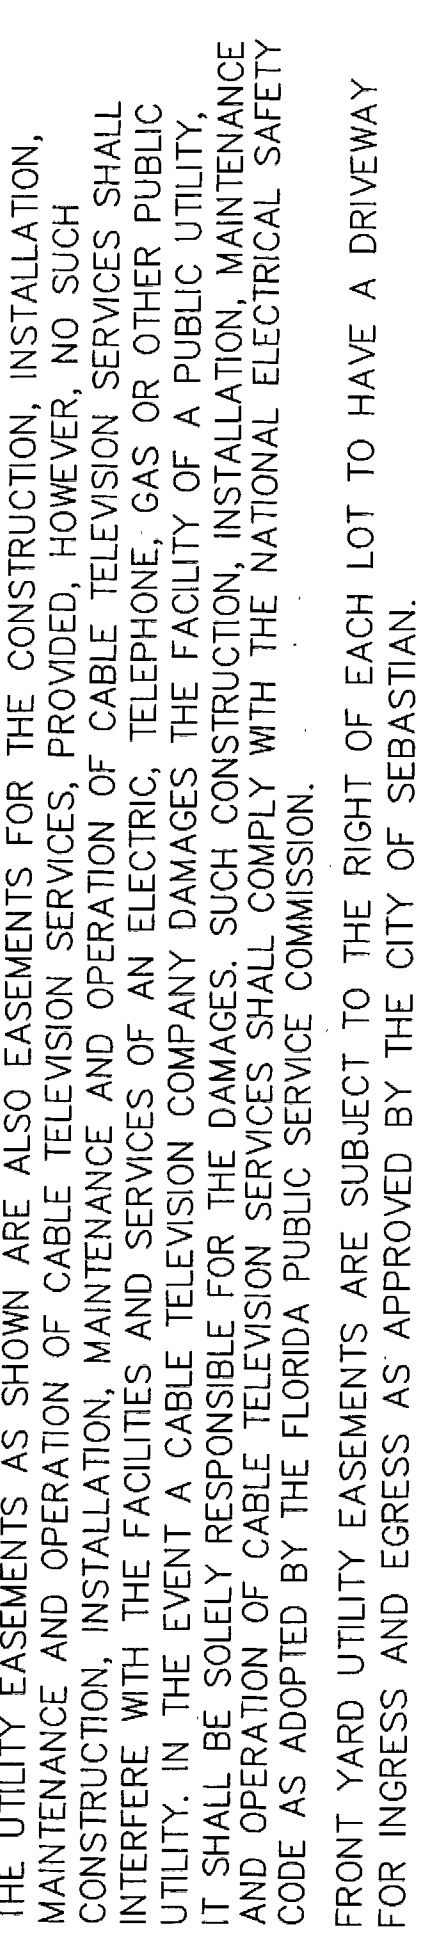 THE UTILITY EASEMENTS AS SHOWN ARE ALSO EASEMENTS FOR THE CONSTRUCTION, INSTALLATION,
MAINTENANCE AND OPERATION OF CABLE TELEVISION SERVICES, PROVIDED, HOWEVER, NO SUCH
CONSTRUCTION, INSTALLATION, MAINTENANCE AND OPERATION OF CABLE TELEVISION SERVICES SHALL
INTERFERE WITH THE FACILITIES AND SERVICES OF AN ELECTRIC, TELEPHONE, GAS OR OTHER PUBLIC
UTILITY. IN THE EVENT A CABLE TELEVISION COMPANY DAMAGES THE FACILITY OF A PUBLIC UTILITY,
IT SHALL BE SOLELY RESPONSIBLE FOR THE DAMAGES. SUCH CONSTRUCTION, INSTALLATION, MAINTENANCE
AND OPERATION OF CABLE TELEVISION SERVICES SHALL COMPLY WITH THE NATIONAL ELECTRICAL SAFETY
CODE AS ADOPTED BY THE FLORIDA PUBLIC SERVICE COMMISSION.
FRONT YARD UTILITY EASEMENTS ARE SUBJECT TO THE RIGHT OF EACH LOT TO HAVE A DRIVEWAY
FOR INGRESS AND EGRESS AS APPROVED BY THE CITY OF SEBASTIAN.